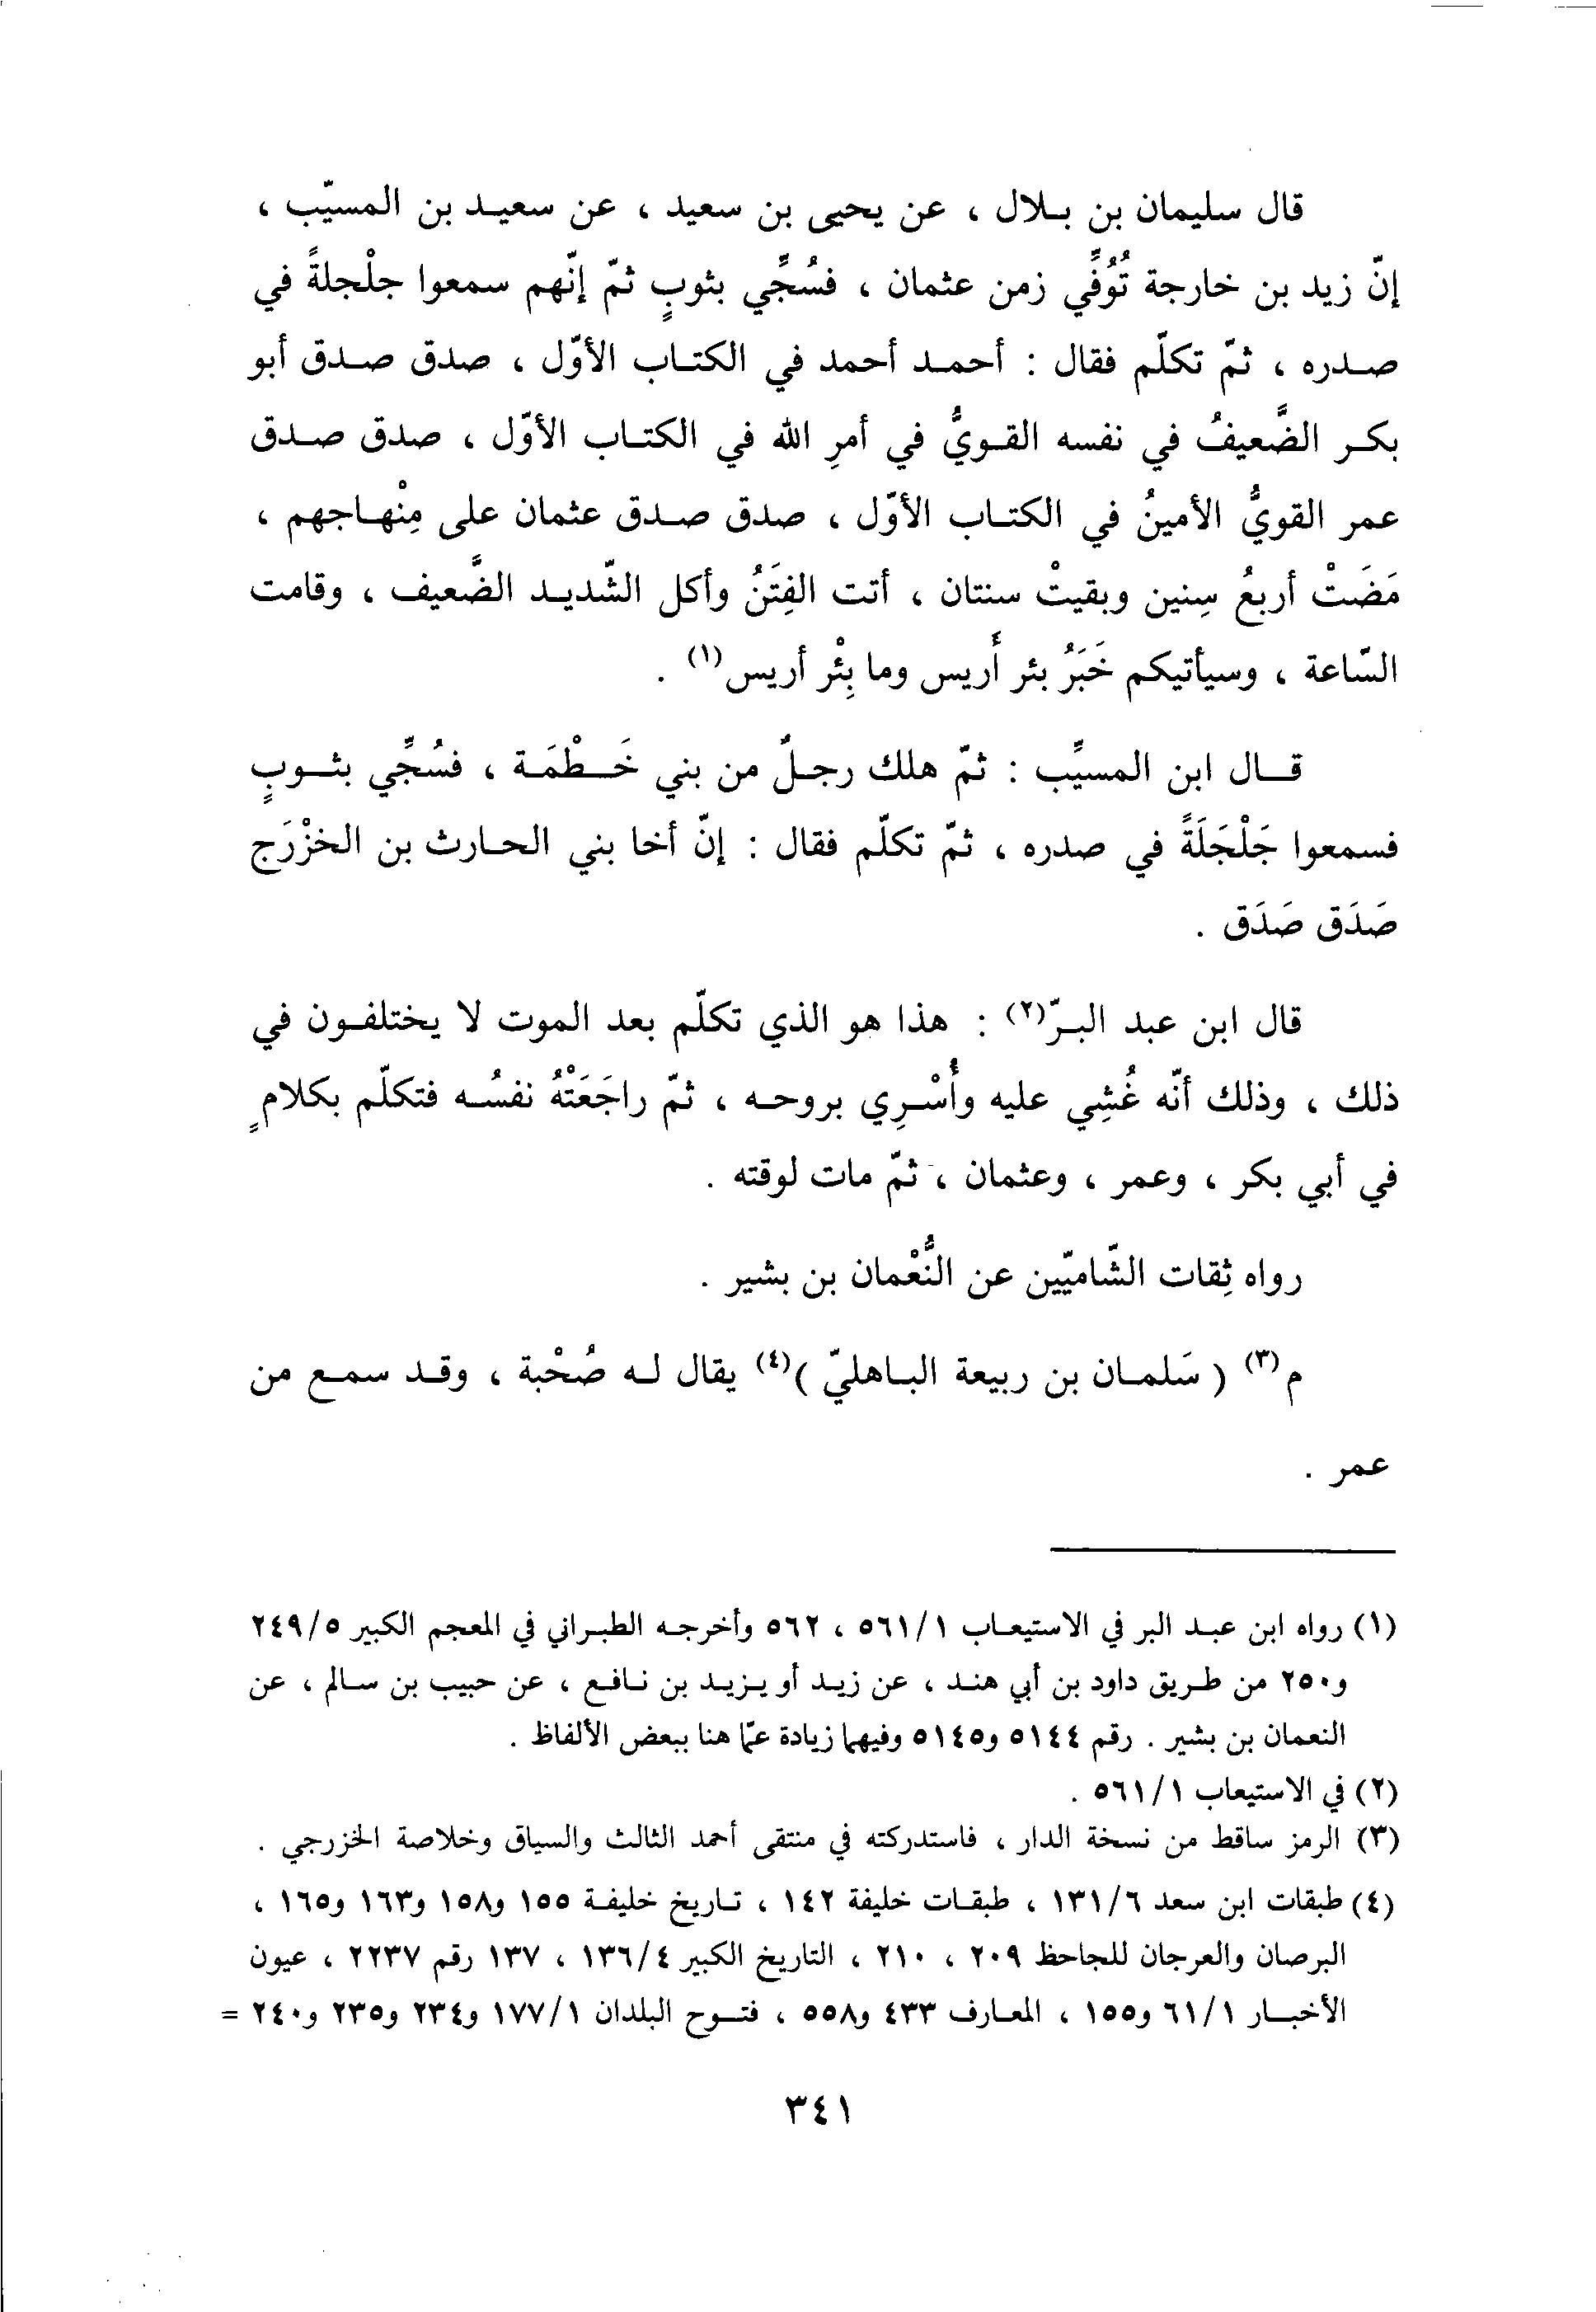 قال سليمان بن بلال ، عن يحيى بن سعيد ، عن سعيد بن المسيّب ،
إنّ زيد بن خارجة تُوُفِّي زمن عثمان ، فسُجِّي بثوبٍ ثمّ إنّهم سمعوا جلْجلةً في
صدره ، ثمّ تكلّم فقال : أحمد أحمد في الكتاب الأوّل ، صدق صدق أبو
بكر الضَّعيفُ في نفسه القويُّ في أمرِ الله في الكتاب الأوّل ، صدق صدق
عمر القويُّ الأمينُ في الكتاب الأوّل ، صدق صدق عثمان على مِنْهاجهم ،
مَضَتْ أربعُ سِنين وبقيتْ سنتان ، أتت الفِتَنُ وأكل الشّديد الضَّعيف ، وقامت
السّاعة ، وسيأتيكم خَبَرُ بئر أَريس وما بِئْر أريس(١) .
قال ابن المسيِّب : ثمّ هلك رجلٌ من بني خَطْمَة ، فسُجِّي بثوبٍ
فسمعوا جَلْجَلَةً في صدره ، ثمّ تكلّم فقال : إنّ أخا بني الحارث بن الخزْرَج
صَدَق صَدَق .
قال ابن عبد البرّ(٢) : هذا هو الذي تكلّم بعد الموت لا يختلفون في
ذلك ، وذلك أنّه غُشِي عليه وأُسْرِي بروحه ، ثمّ راجَعَتْهُ نفسُه فتكلّم بكلامٍ
في أبي بكر ، وعمر ، وعثمان ، ثمّ مات لوقته .
رواه ثِقات الشّاميّين عن النُّعْمان بن بشير .
م(٣) ( سَلمان بن ربيعة الباهليّ )(٤) يقال له صُحْبة ، وقد سمع من
عمر .
(١) رواه ابن عبد البر في الاستيعاب ٥٦١/١ ، ٥٦٢ وأخرجه الطبراني في المعجم الكبير ٢٤٩/٥
و٢٥٠ من طريق داود بن أبي هند ، عن زيد أو يزيد بن نافع ، عن حبيب بن سالم ، عن
النعمان بن بشير . رقم ٥١٤٤ و٥١٤٥ وفيهما زيادة عمّا هنا ببعض الألفاظ .
(٢) في الاستيعاب ٥٦١/١ .
(٣) الرمز ساقط من نسخة الدار ، فاستدركته في منتقى أحمد الثالث والسياق وخلاصة الخزرجي .
(٤) طبقات ابن سعد ١٣١/٦ ، طبقات خليفة ١٤٢ ، تاريخ خليفة ١٥٥ و١٥٨ و١٦٣ و١٦٥ ،
البرصان والعرجان للجاحظ ٢٠٩ ، ٢١٠ ، التاريخ الكبير ١٣٦/٤ ، ١٣٧ رقم ٢٢٣٧ ، عيون
الأخبار ٦١/١ و١٥٥ ، المعارف ٤٣٣ و٥٥٨ ، فتوح البلدان ١٧٧/١ و٢٣٤ و٢٣٥ و٢٤٠ =
٣٤١